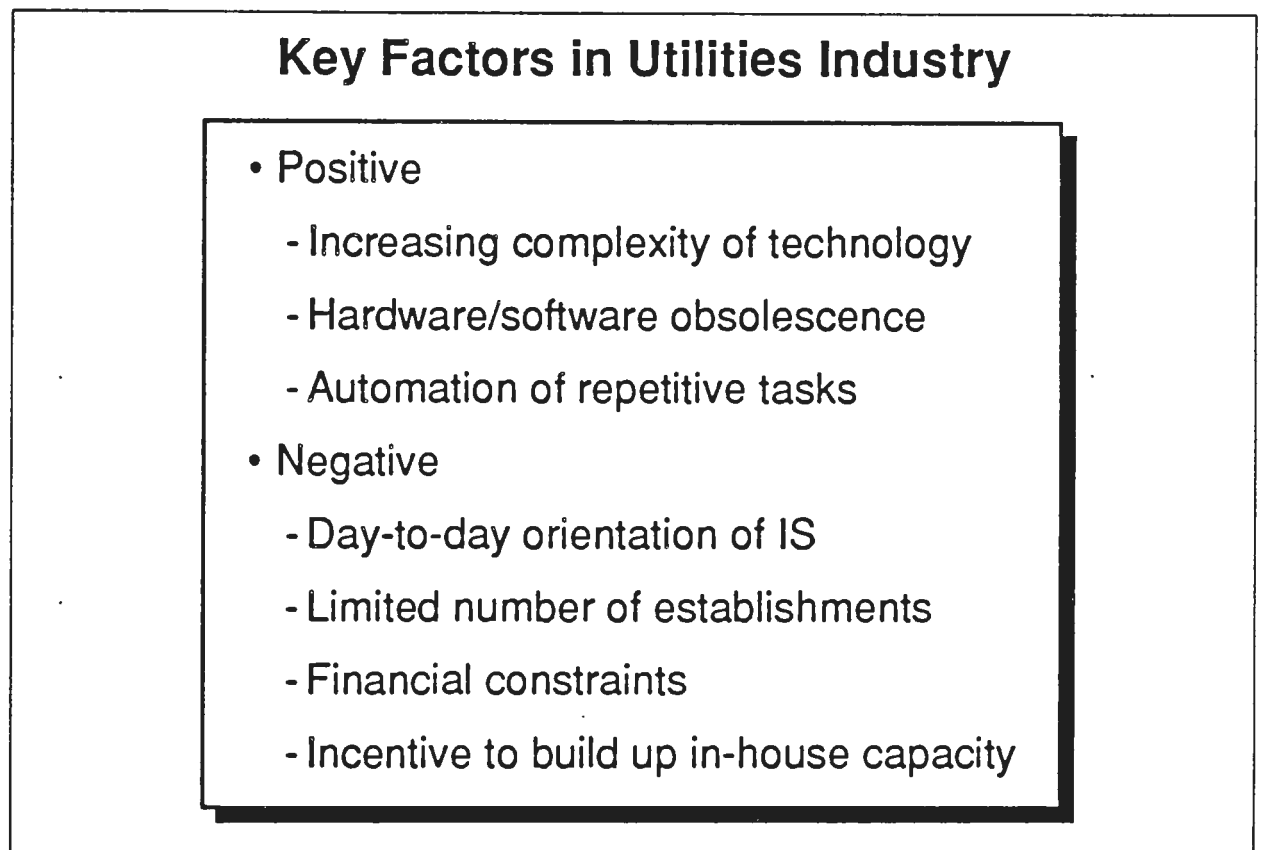 Key Factors in Utilities Industry
• Positive
- Increasing complexity of technology
- Hardware/software obsolescence
- Automation of repetitive tasks
• Negative
- Day-to-day orientation of IS
- Limited number of establishments
- Financial constraints
- Incentive to build up in-house capacity